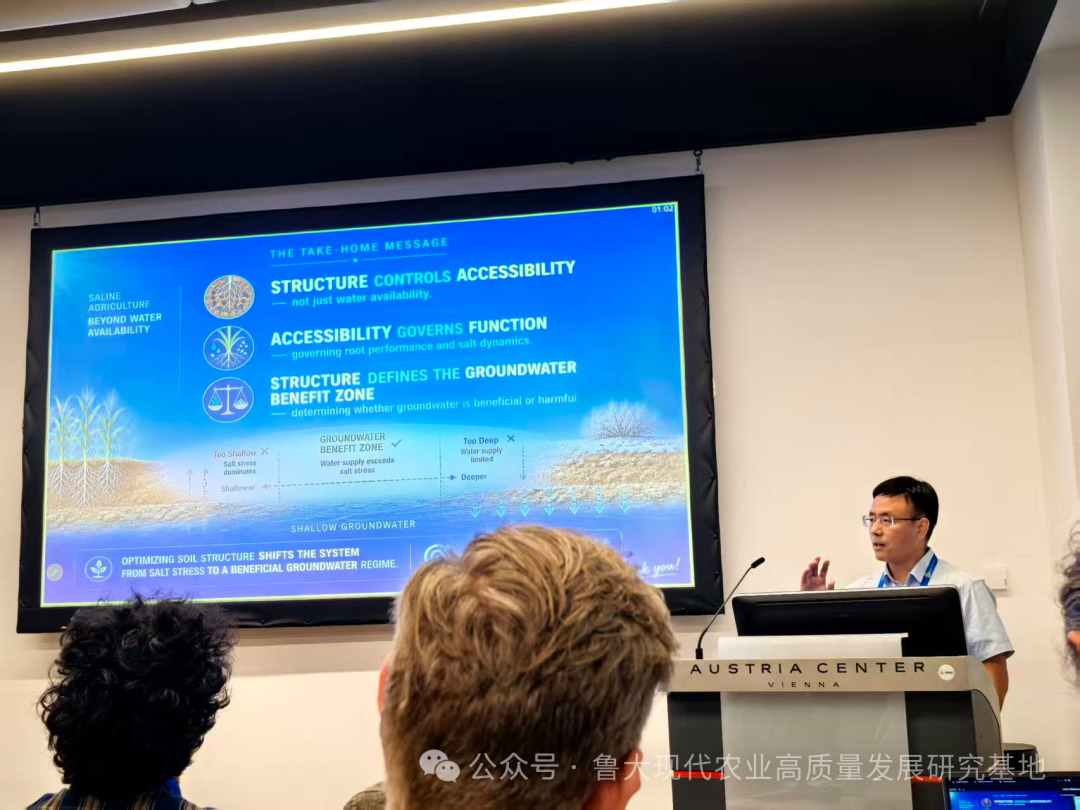 01:02
THE TAKE-HOME MESSAGE
SALINE
AGRICULTURE
BEYOND WATER
AVAILABILITY
STRUCTURE CONTROLS ACCESSIBILITY
— not just water availability.
ACCESSIBILITY GOVERNS FUNCTION
— governing root performance and salt dynamics.
STRUCTURE DEFINES THE GROUNDWATER
BENEFIT ZONE
— determining whether groundwater is beneficial or harmful
Too Shallow ✕
Salt stress
dominates
Shallower
GROUNDWATER
BENEFIT ZONE ✓
Water supply exceeds
salt stress
Too Deep ✕
Water supply
limited
Deeper
SHALLOW GROUNDWATER
OPTIMIZING SOIL STRUCTURE SHIFTS THE SYSTEM
FROM SALT STRESS TO A BENEFICIAL GROUNDWATER REGIME.
you!
AUSTRIA CENTER
VIENNA
公众号 · 鲁大现代农业高质量发展研究基地